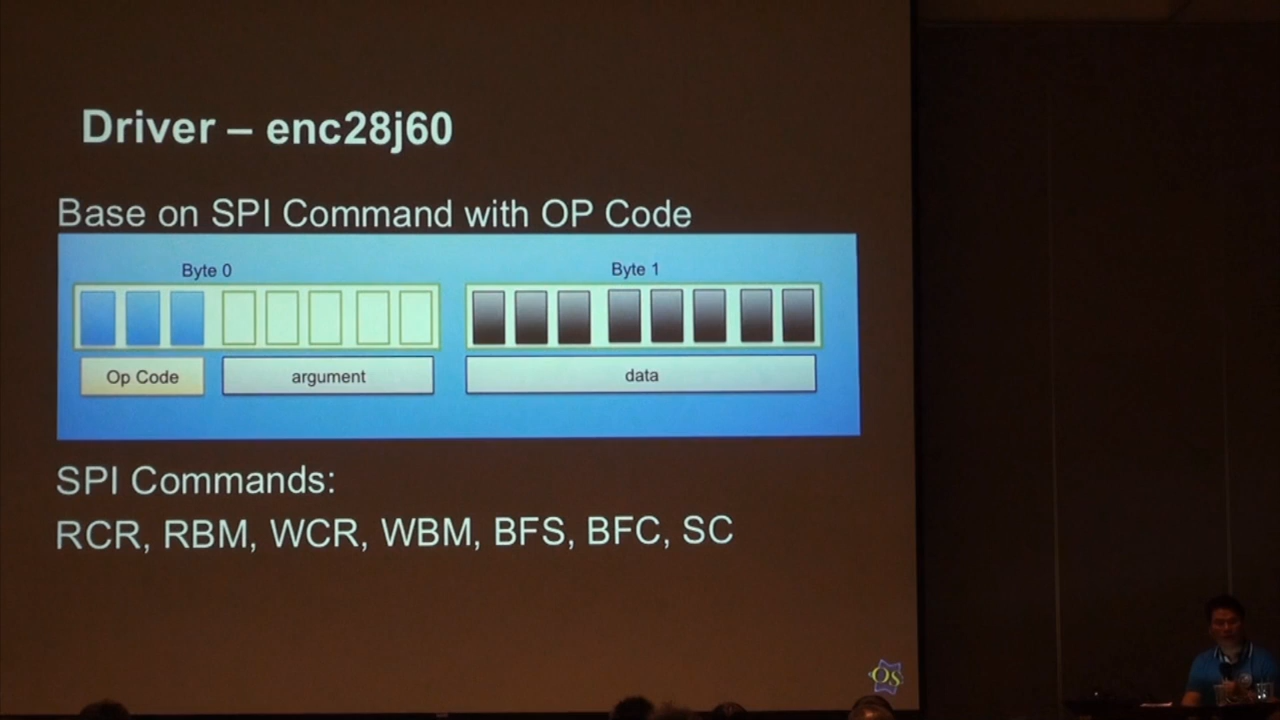 Driver – enc28j60
Base on SPI Command with OP Code
Byte 0 Byte 1
Op Code argument data
SPI Commands:
RCR, RBM, WCR, WBM, BFS, BFC, SC
Os